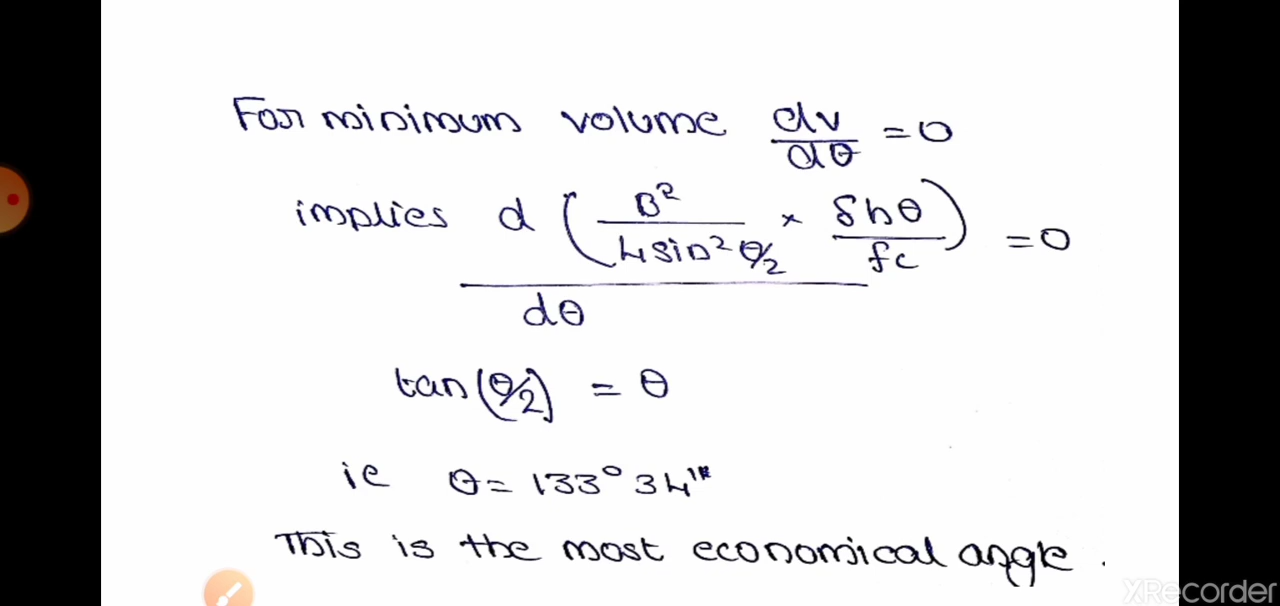 For minimum volume dv/dθ = 0
implies d ( B²/4sin²θ/2 × γhθ/fc ) / dθ = 0
tan(θ/2) = θ
ie θ = 133° 34'
This is the most economical angle.
XRecorder